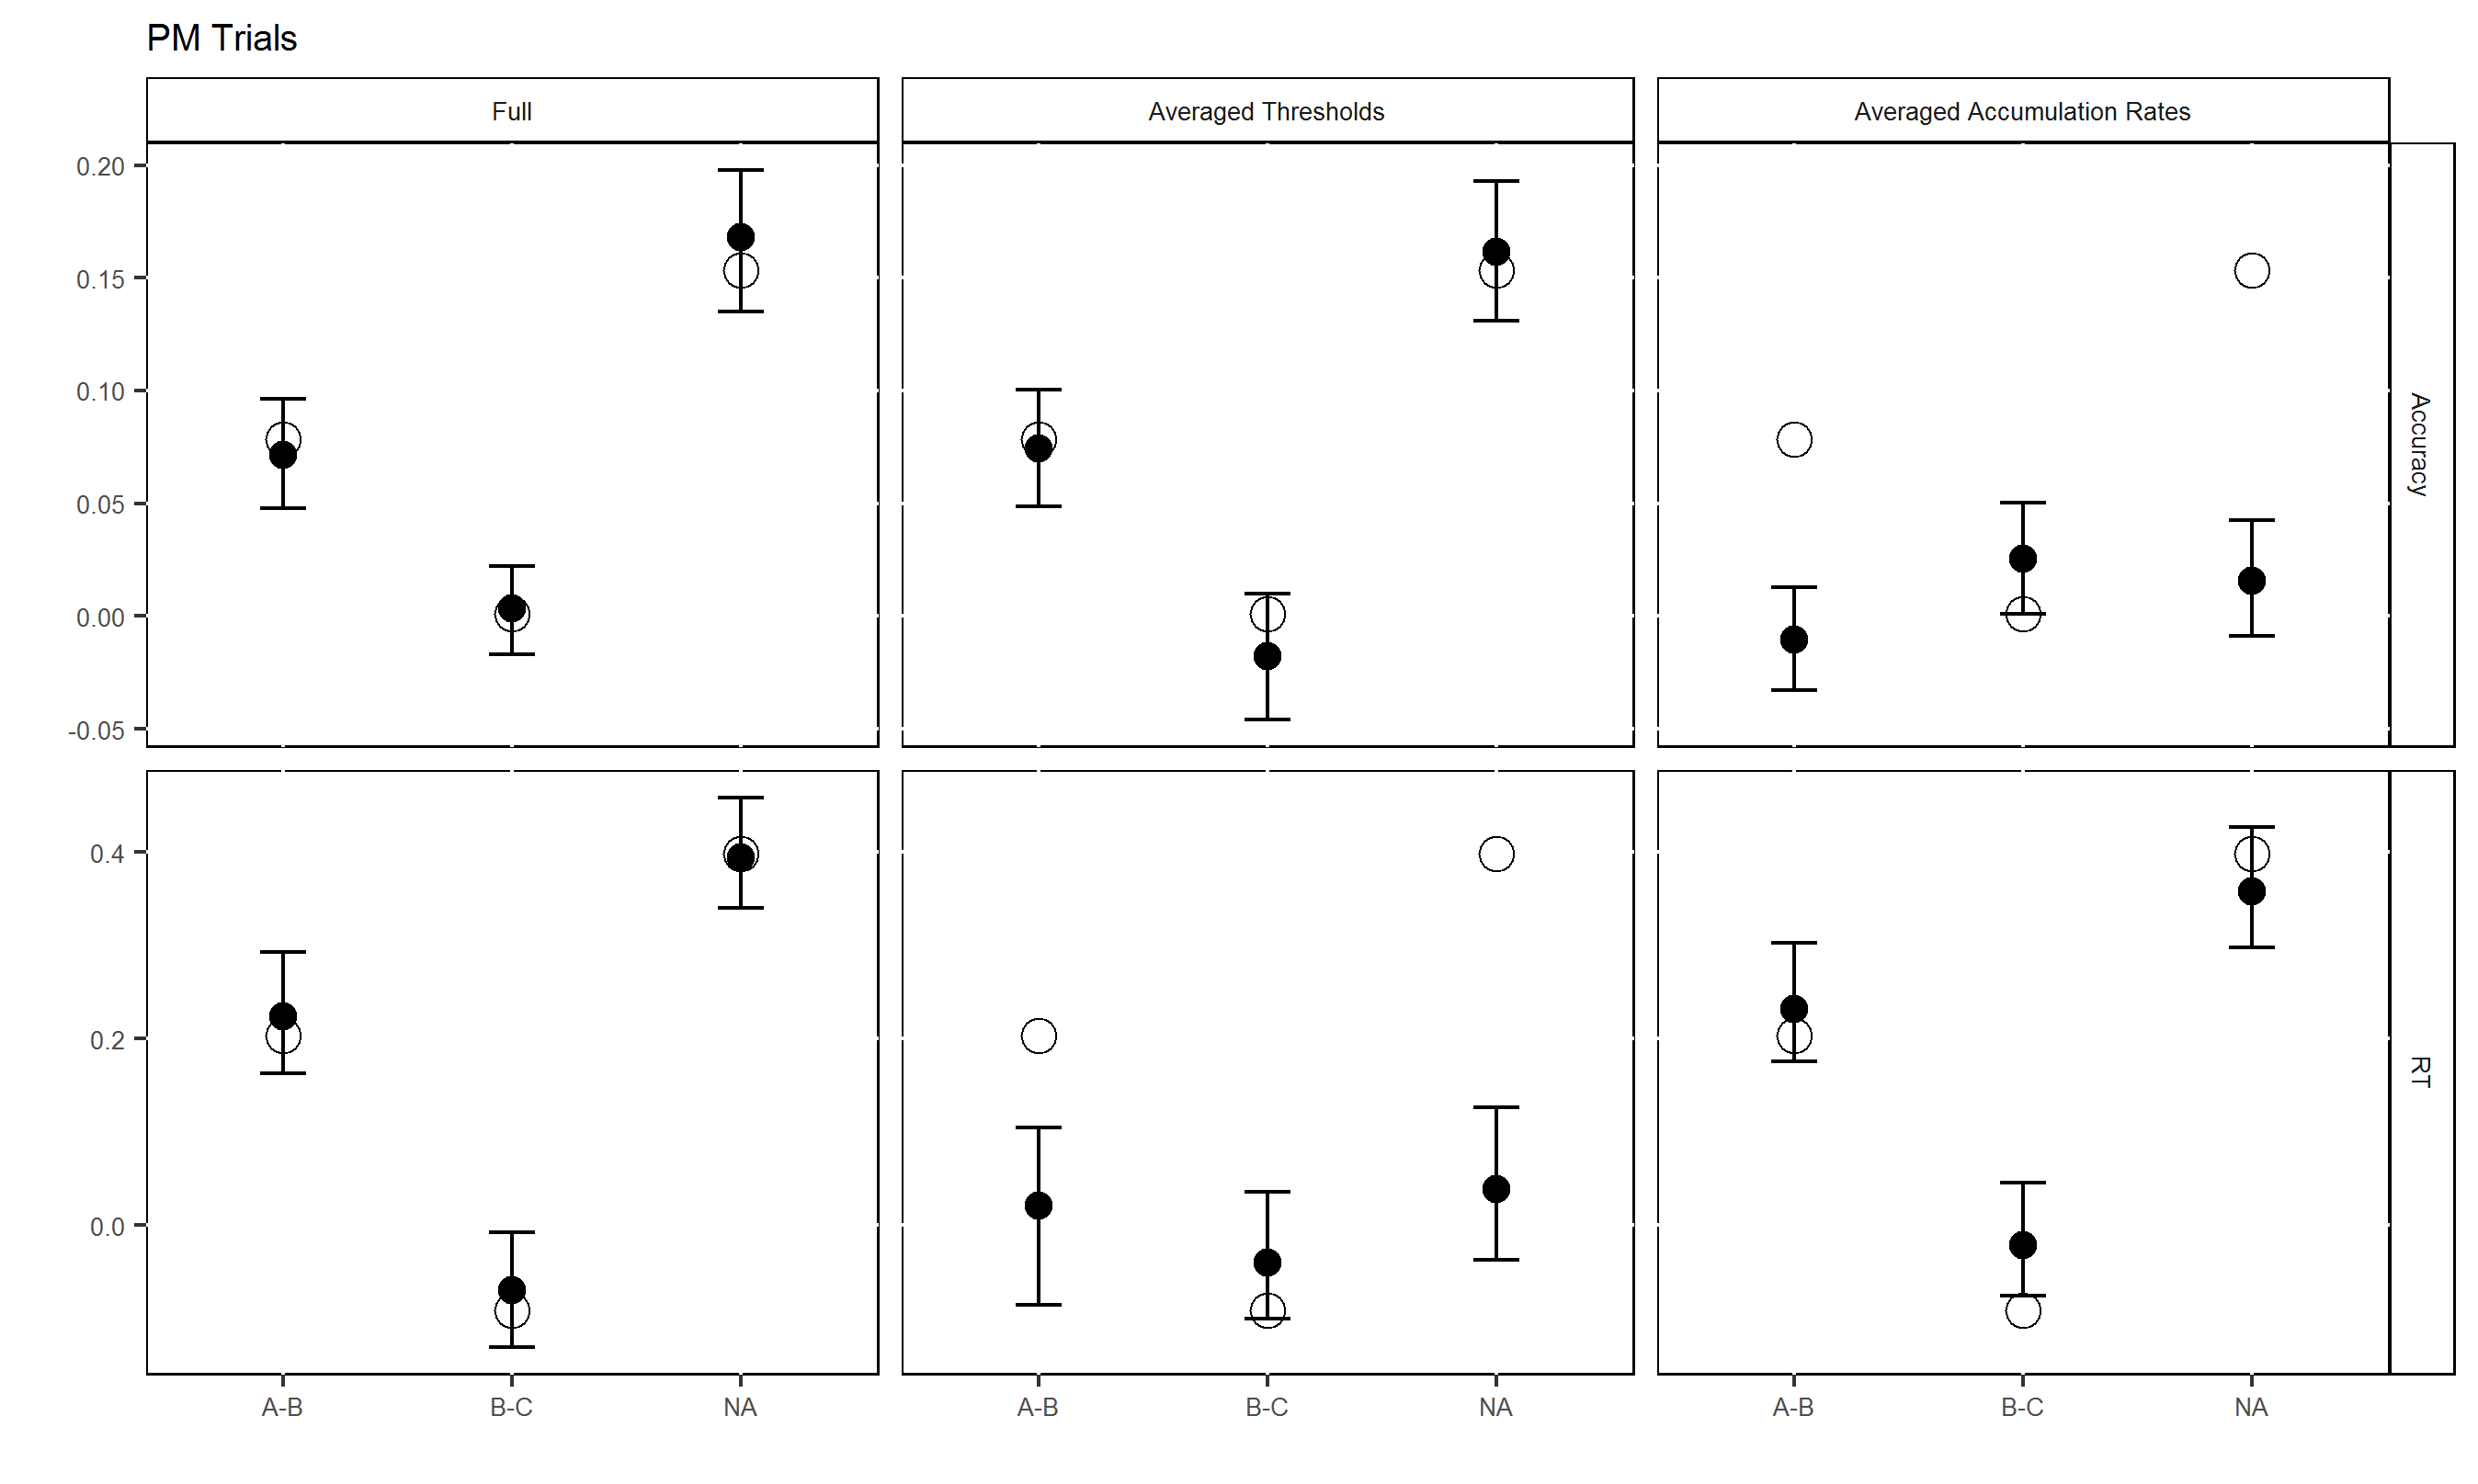 PM Trials
Full
Averaged Thresholds
Averaged Accumulation Rates
0.20
0.15
0.10
0.05
0.00
-0.05
Accuracy
0.4
0.2
0.0
RT
A-B
B-C
NA
A-B
B-C
NA
A-B
B-C
NA